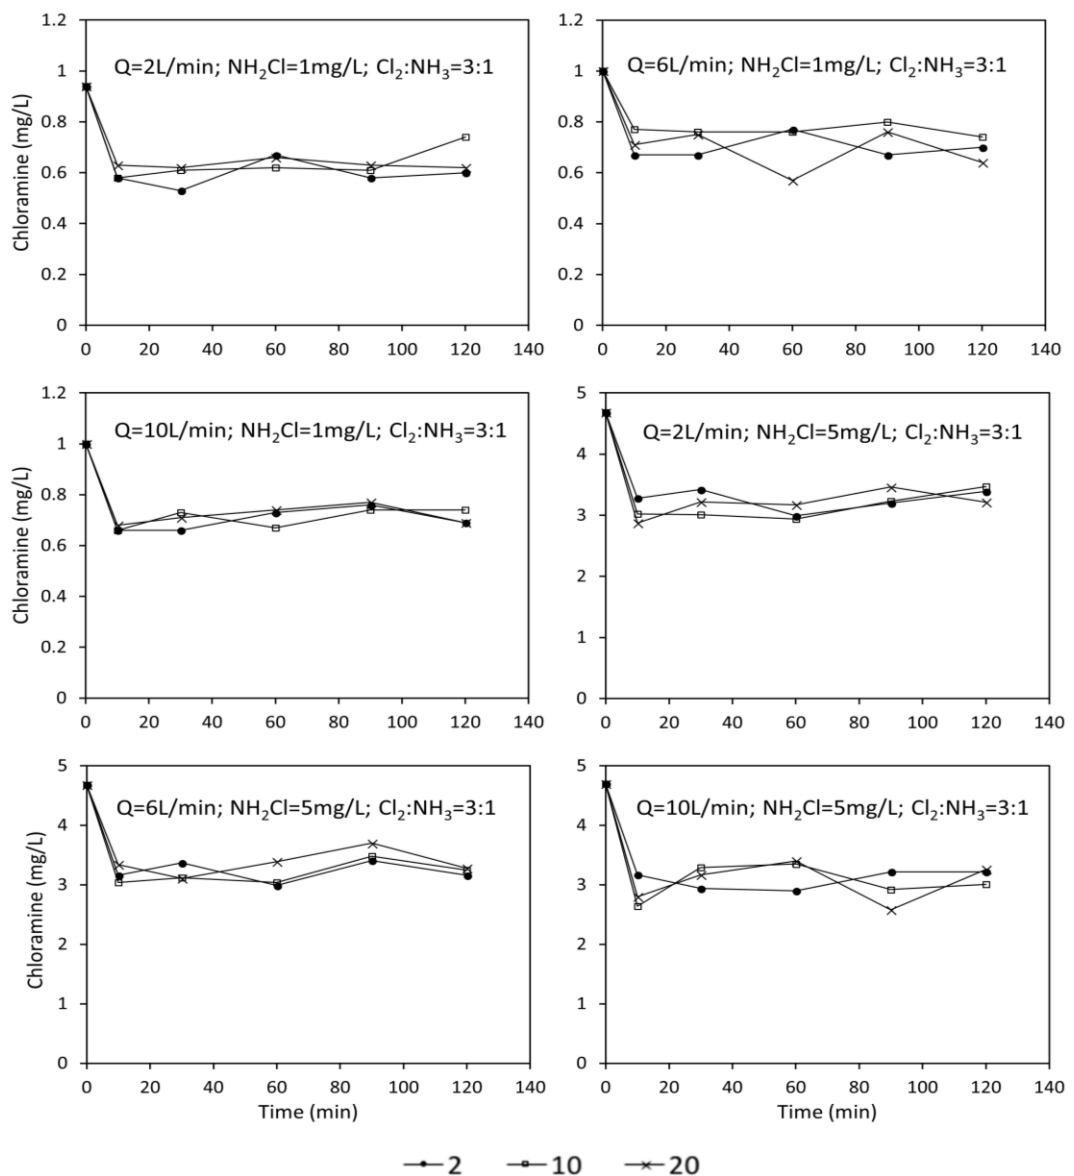 1.2
1
0.8
0.6
0.4
0.2
0
Chloramine (mg/L)
Q=2L/min; NH₂Cl=1mg/L; Cl₂:NH₃=3:1
0 20 40 60 80 100 120 140
1.2
1
0.8
0.6
0.4
0.2
0
Q=6L/min; NH₂Cl=1mg/L; Cl₂:NH₃=3:1
0 20 40 60 80 100 120 140
1.2
1
0.8
0.6
0.4
0.2
0
Chloramine (mg/L)
Q=10L/min; NH₂Cl=1mg/L; Cl₂:NH₃=3:1
0 20 40 60 80 100 120 140
5
4
3
2
1
0
Q=2L/min; NH₂Cl=5mg/L; Cl₂:NH₃=3:1
0 20 40 60 80 100 120 140
5
4
3
2
1
0
Chloramine (mg/L)
Q=6L/min; NH₂Cl=5mg/L; Cl₂:NH₃=3:1
0 20 40 60 80 100 120 140
Time (min)
5
4
3
2
1
0
Q=10L/min; NH₂Cl=5mg/L; Cl₂:NH₃=3:1
0 20 40 60 80 100 120 140
Time (min)
2 10 20